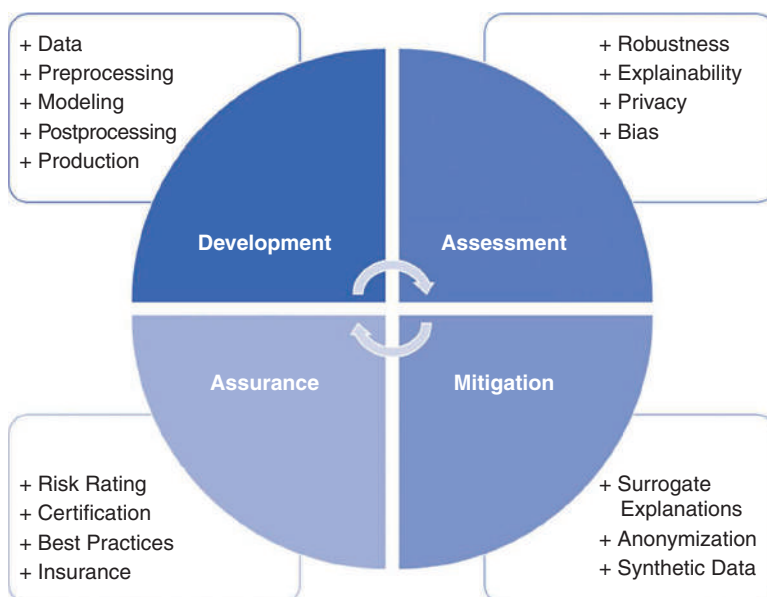 + Data
+ Preprocessing
+ Modeling
+ Postprocessing
+ Production
+ Robustness
+ Explainability
+ Privacy
+ Bias
Development
Assessment
Assurance
Mitigation
+ Risk Rating
+ Certification
+ Best Practices
+ Insurance
+ Surrogate
Explanations
+ Anonymization
+ Synthetic Data